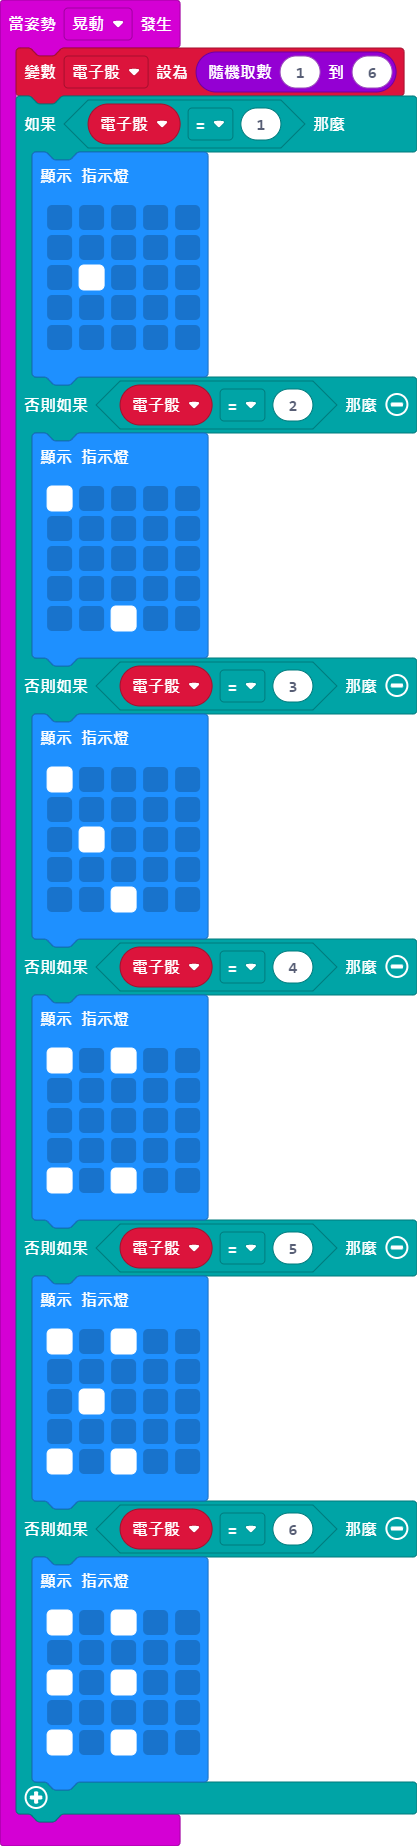 當姿勢 晃動 發生
變數 電子骰 設為 隨機取數 1 到 6
如果 電子骰 = 1 那麼
顯示 指示燈
否則如果 電子骰 = 2 那麼
顯示 指示燈
否則如果 電子骰 = 3 那麼
顯示 指示燈
否則如果 電子骰 = 4 那麼
顯示 指示燈
否則如果 電子骰 = 5 那麼
顯示 指示燈
否則如果 電子骰 = 6 那麼
顯示 指示燈